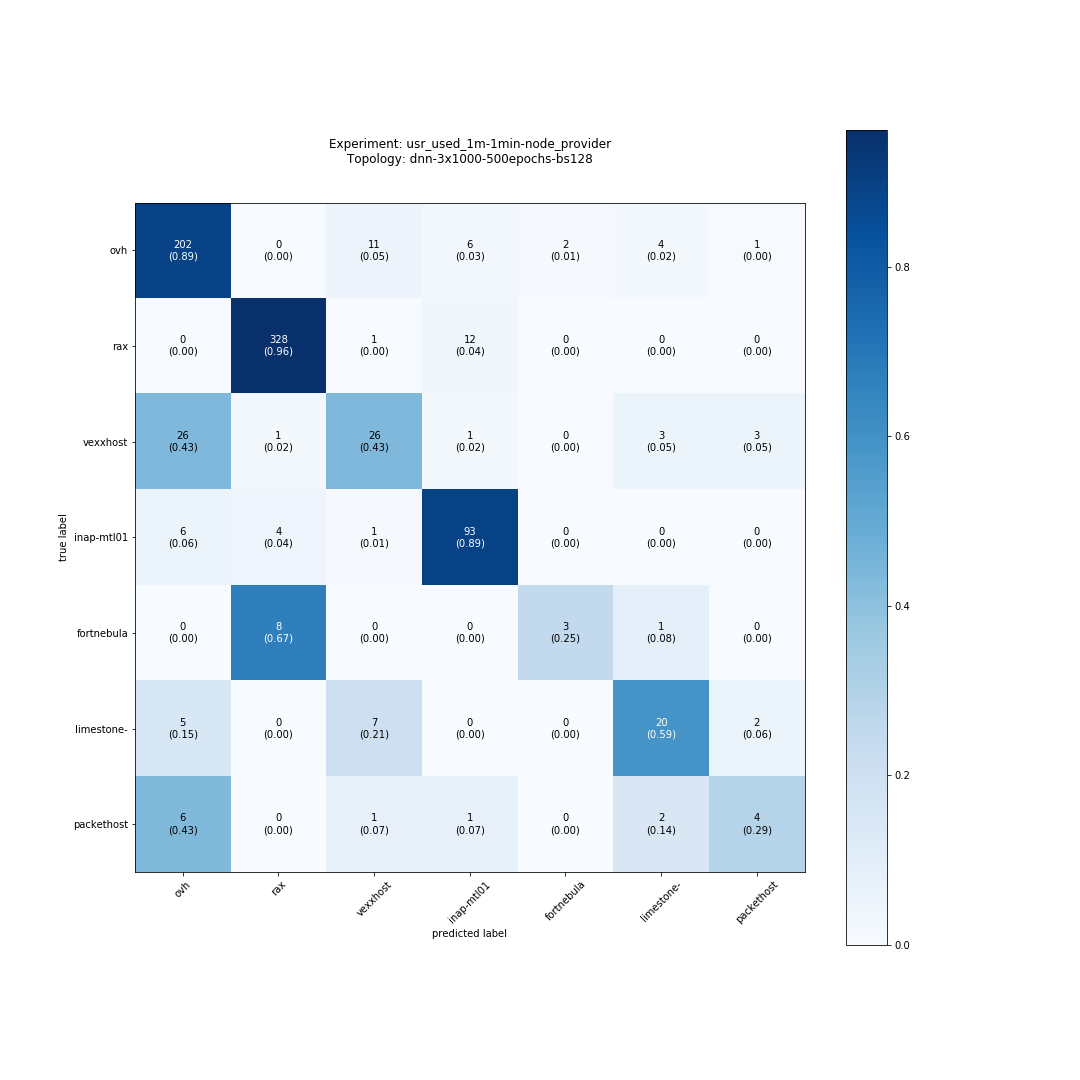 Experiment: usr_used_1m-1min-node_provider
Topology: dnn-3x1000-500epochs-bs128
ovh
202 0 11 6 2 4 1
(0.89) (0.00) (0.05) (0.03) (0.01) (0.02) (0.00)
rax
0 328 1 12 0 0 0
(0.00) (0.96) (0.00) (0.04) (0.00) (0.00) (0.00)
vexxhost
26 1 26 1 0 3 3
(0.43) (0.02) (0.43) (0.02) (0.00) (0.05) (0.05)
inap-mtl01
6 4 1 93 0 0 0
(0.06) (0.04) (0.01) (0.89) (0.00) (0.00) (0.00)
fortnebula
0 8 0 0 3 1 0
(0.00) (0.67) (0.00) (0.00) (0.25) (0.08) (0.00)
limestone-
5 0 7 0 0 20 2
(0.15) (0.00) (0.21) (0.00) (0.00) (0.59) (0.06)
packethost
6 0 1 1 0 2 4
(0.43) (0.00) (0.07) (0.07) (0.00) (0.14) (0.29)
true label
ovh rax vexxhost inap-mtl01 fortnebula limestone- packethost
predicted label
0.8
0.6
0.4
0.2
0.0